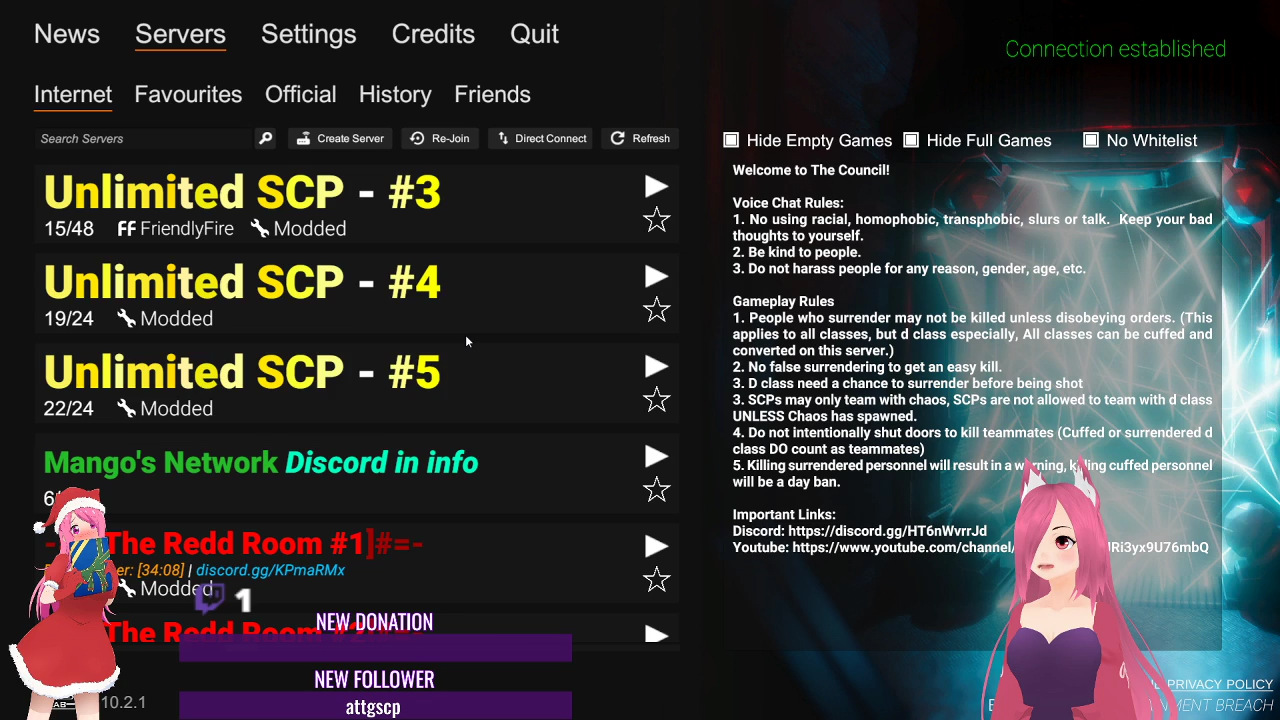 News Servers Settings Credits Quit
Connection established
Internet Favourites Official History Friends
Search Servers Create Server Re-Join Direct Connect Refresh
Hide Empty Games Hide Full Games No Whitelist
Unlimited SCP - #3
15/48 FF FriendlyFire Modded
Unlimited SCP - #4
19/24 Modded
Unlimited SCP - #5
22/24 Modded
Mango's Network Discord in info
The Redd Room #1]#=-
[34:08] | discord.gg/KPmaRMx
Modded
The Redd Room
Welcome to The Council!
Voice Chat Rules:
1. No using racial, homophobic, transphobic, slurs or talk. Keep your bad
thoughts to yourself.
2. Be kind to people.
3. Do not harass people for any reason, gender, age, etc.
Gameplay Rules
1. People who surrender may not be killed unless disobeying orders. (This
applies to all classes, but d class especially, All classes can be cuffed and
converted on this server.)
2. No false surrendering to get an easy kill.
3. D class need a chance to surrender before being shot
3. SCPs may only team with chaos, SCPs are not allowed to team with d class
UNLESS Chaos has spawned.
4. Do not intentionally shut doors to kill teammates (Cuffed or surrendered d
class DO count as teammates)
5. Killing surrendered personnel will result in a warning, killing cuffed personnel
will be a day ban.
Important Links:
Discord: https://discord.gg/HT6nWvrrJd
Youtube: https://www.youtube.com/channel/
1
NEW DONATION
NEW FOLLOWER
attgscp
10.2.1
PRIVACY POLICY
MENT BREACH